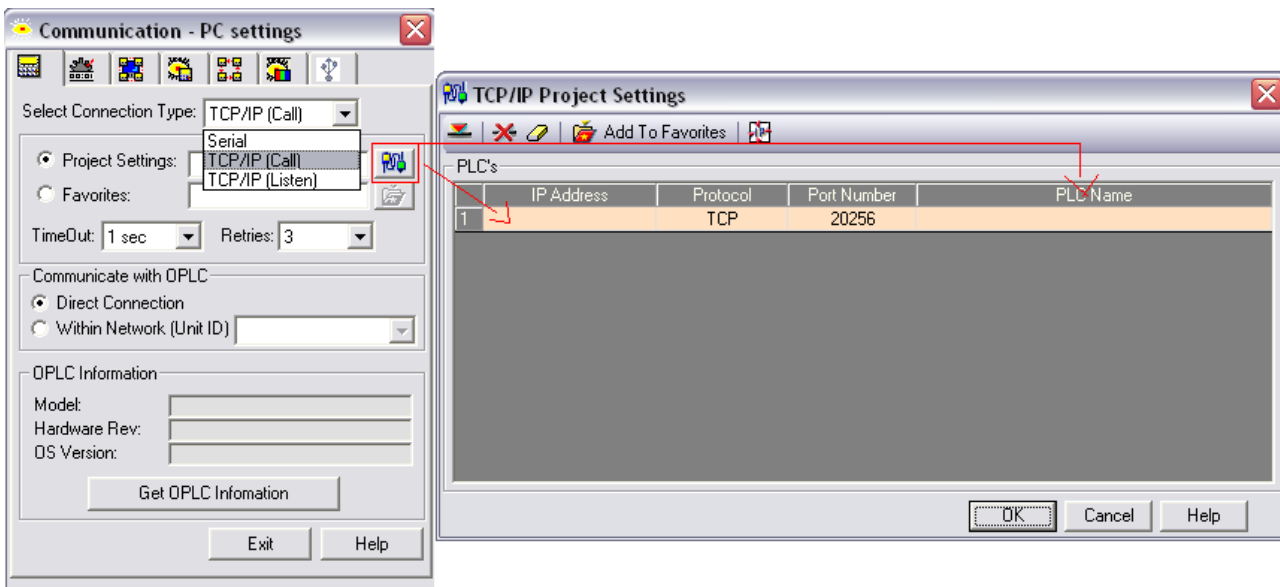 Communication - PC settings
Select Connection Type: TCP/IP (Call)
Serial
TCP/IP (Call)
TCP/IP (Listen)
Project Settings:
Favorites:
TimeOut: 1 sec Retries: 3
Communicate with OPLC
Direct Connection
Within Network (Unit ID)
OPLC Information
Model:
Hardware Rev:
OS Version:
Get OPLC Infomation
Exit Help
TCP/IP Project Settings
Add To Favorites
PLC's
IP Address Protocol Port Number PLC Name
1 TCP 20256
OK Cancel Help